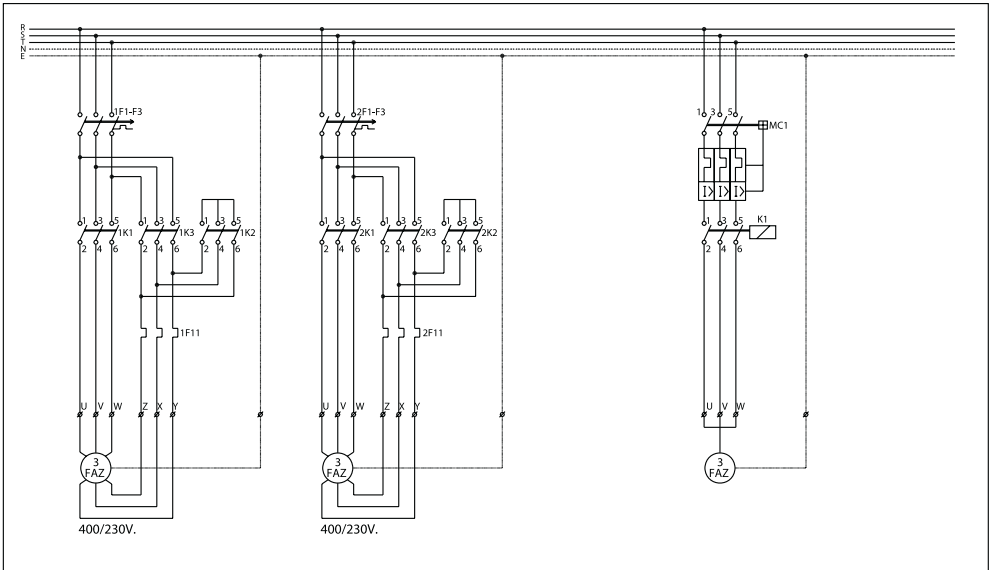 R
S
T
N
E
1F1-F3
2F1-F3
1 3 5
MC1
1 3 5 1 3 5 1 3 5
1K1 1K3 1K2
2 4 6 2 4 6 2 4 6
1 3 5 1 3 5 1 3 5
2K1 2K3 2K2
2 4 6 2 4 6 2 4 6
I> I> I>
K1
1 3 5
2 4 6
1F11
2F11
U V W Z X Y
U V W Z X Y
U V W
3
FAZ
3
FAZ
3
FAZ
400/230V.
400/230V.